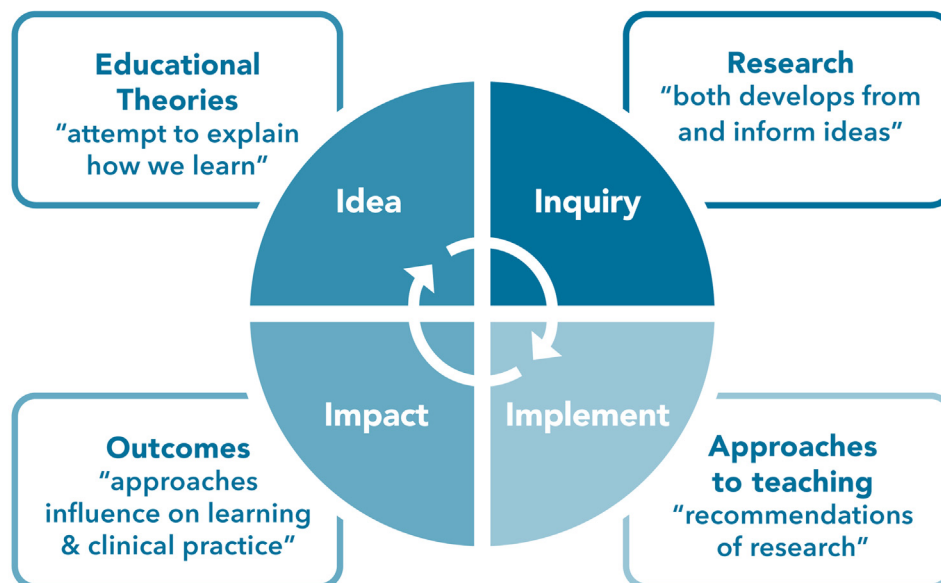 Educational
Theories
“attempt to explain
how we learn”
Research
“both develops from
and inform ideas”
Idea
Inquiry
Impact
Implement
Outcomes
“approaches
influence on learning
& clinical practice”
Approaches
to teaching
“recommendations
of research”